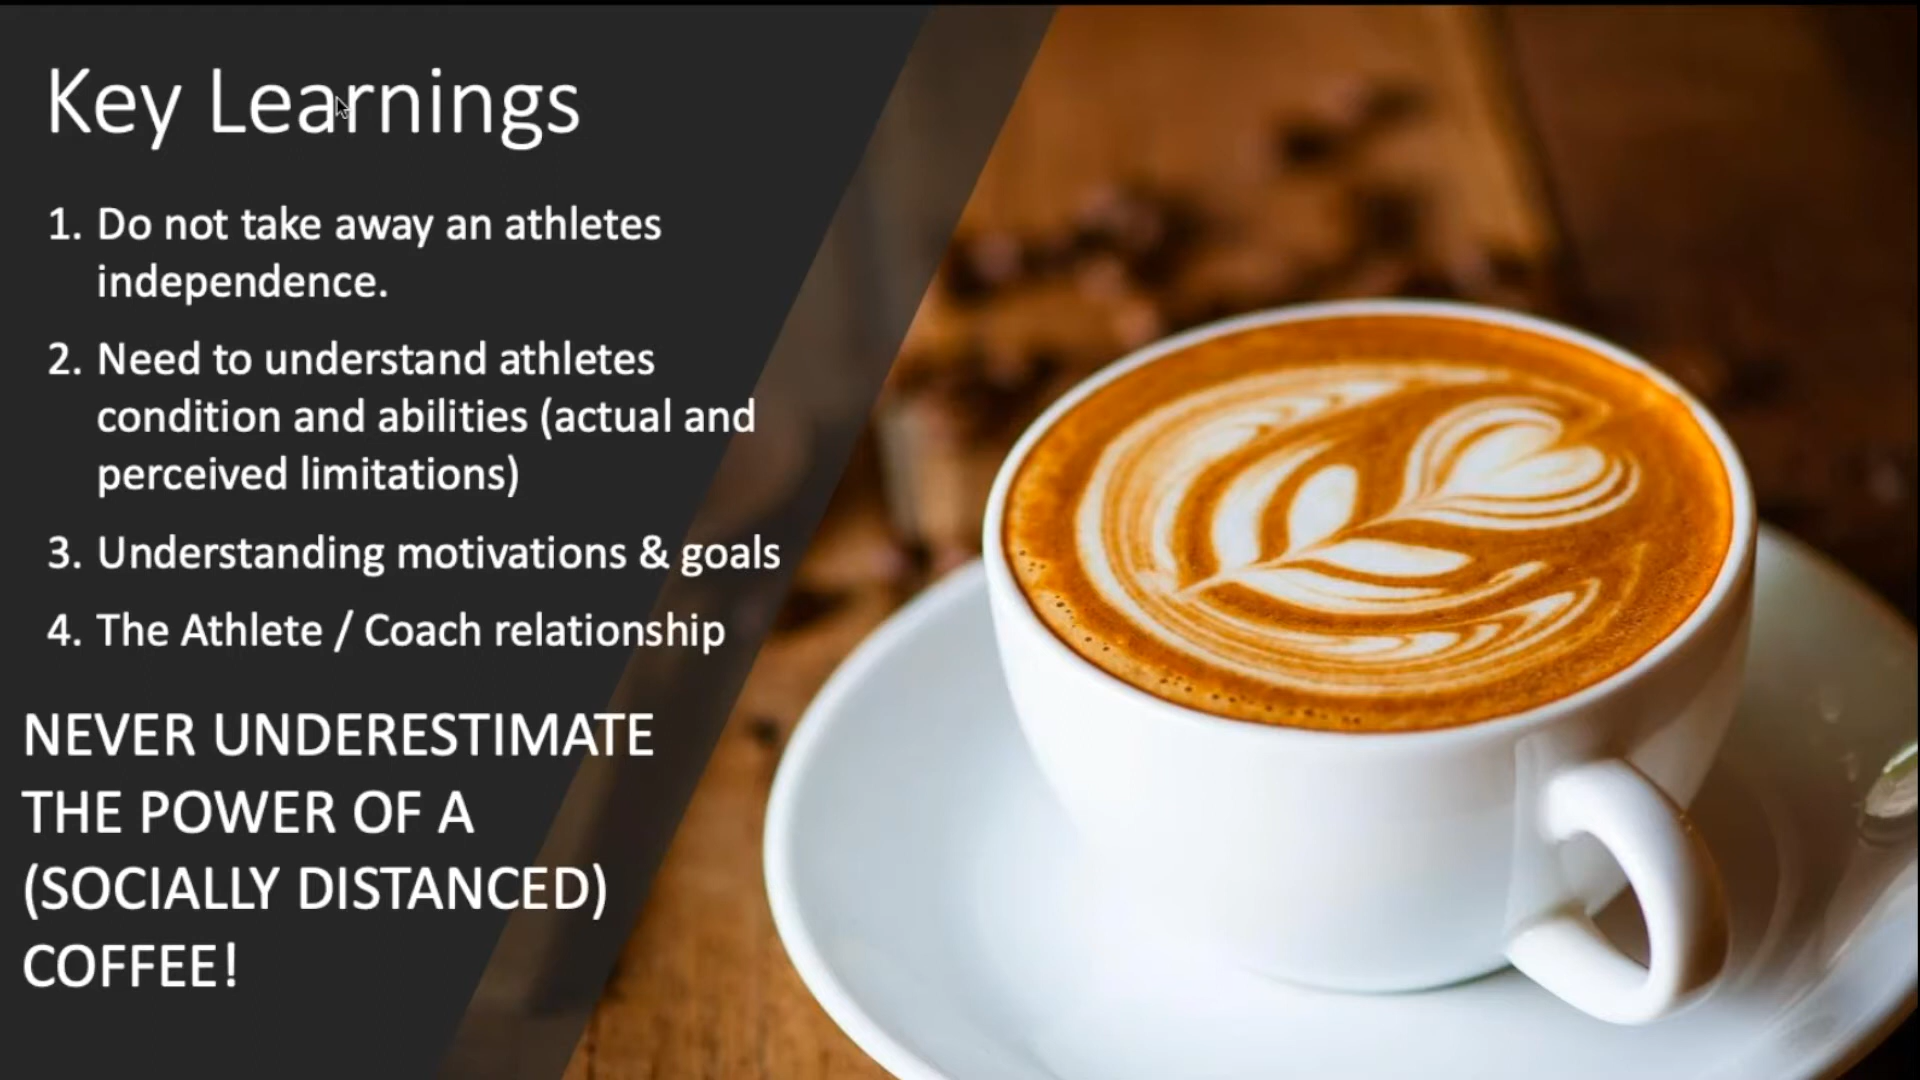 Key Learnings
1. Do not take away an athletes
independence.
2. Need to understand athletes
condition and abilities (actual and
perceived limitations)
3. Understanding motivations & goals
4. The Athlete / Coach relationship
NEVER UNDERESTIMATE
THE POWER OF A
(SOCIALLY DISTANCED)
COFFEE!